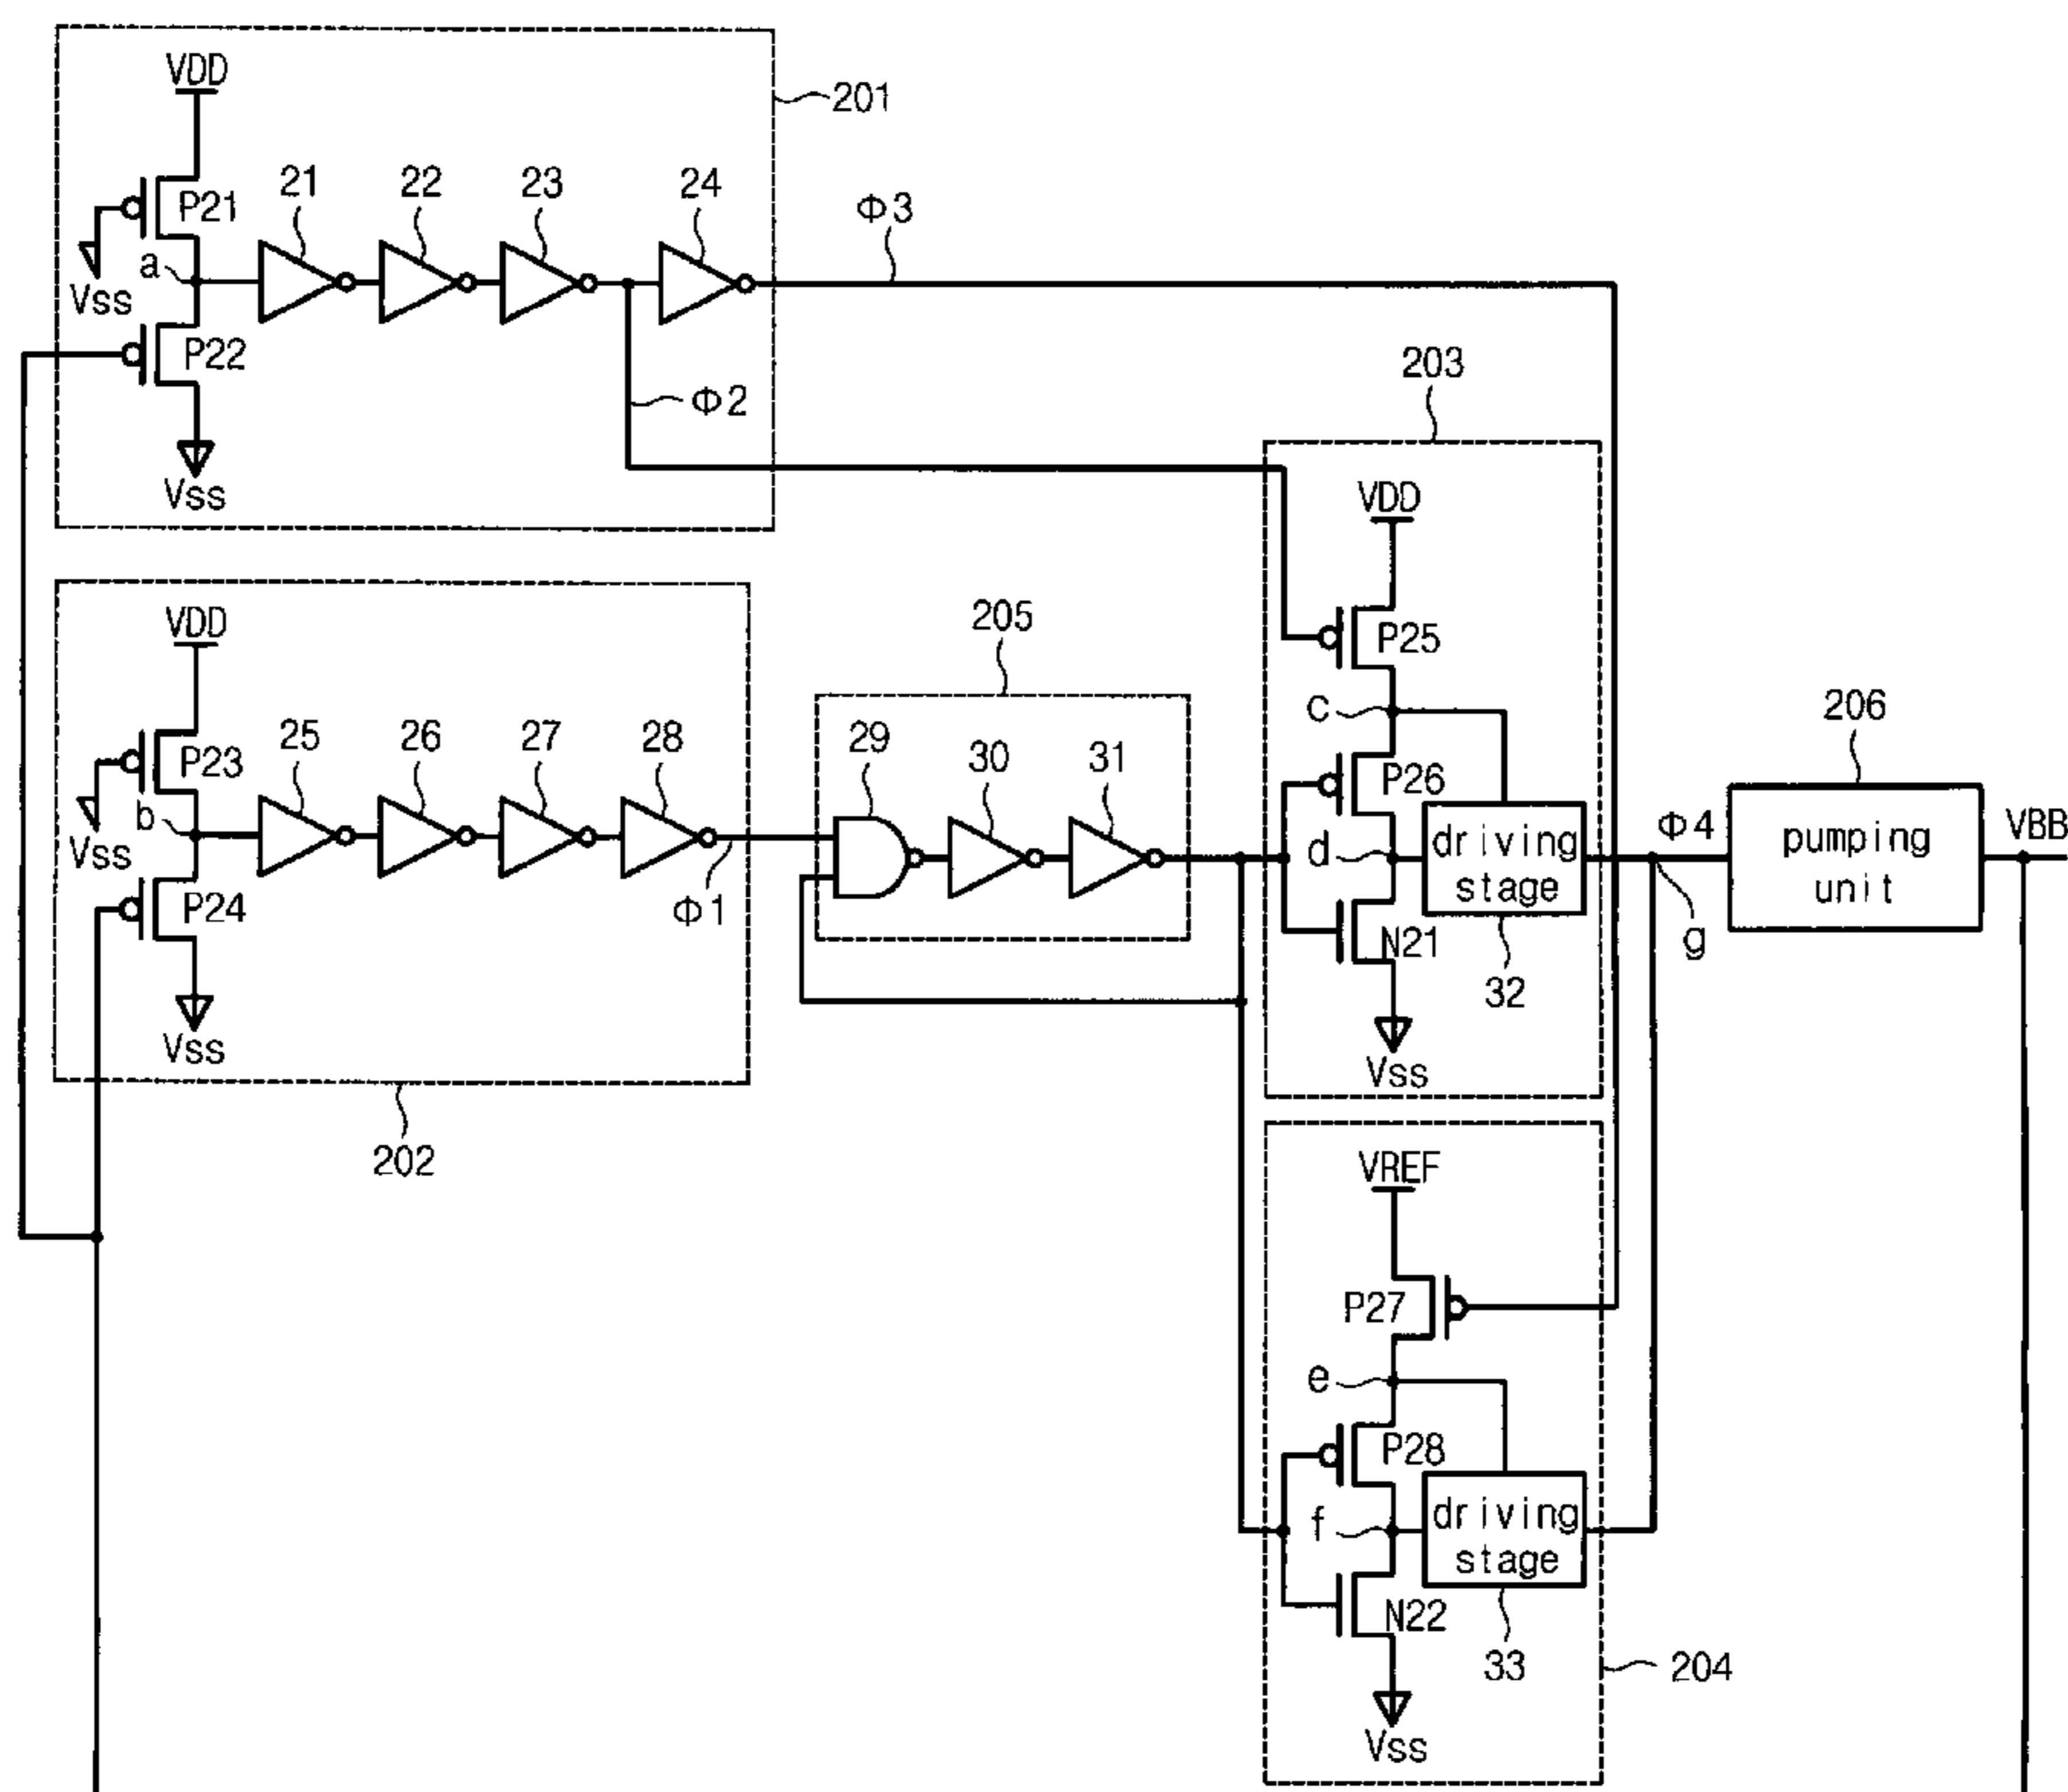 VDD
201
P21
21
22
23
24
Φ3
a
Vss
P22
Φ2
Vss
203
VDD
P25
c
P26
d
driving
stage
N21
32
Vss
VDD
205
P23
25
26
27
28
29
30
31
b
Vss
P24
Φ1
Vss
202
206
Φ4
pumping
unit
VBB
g
VREF
P27
e
P28
f
driving
stage
N22
33
204
Vss